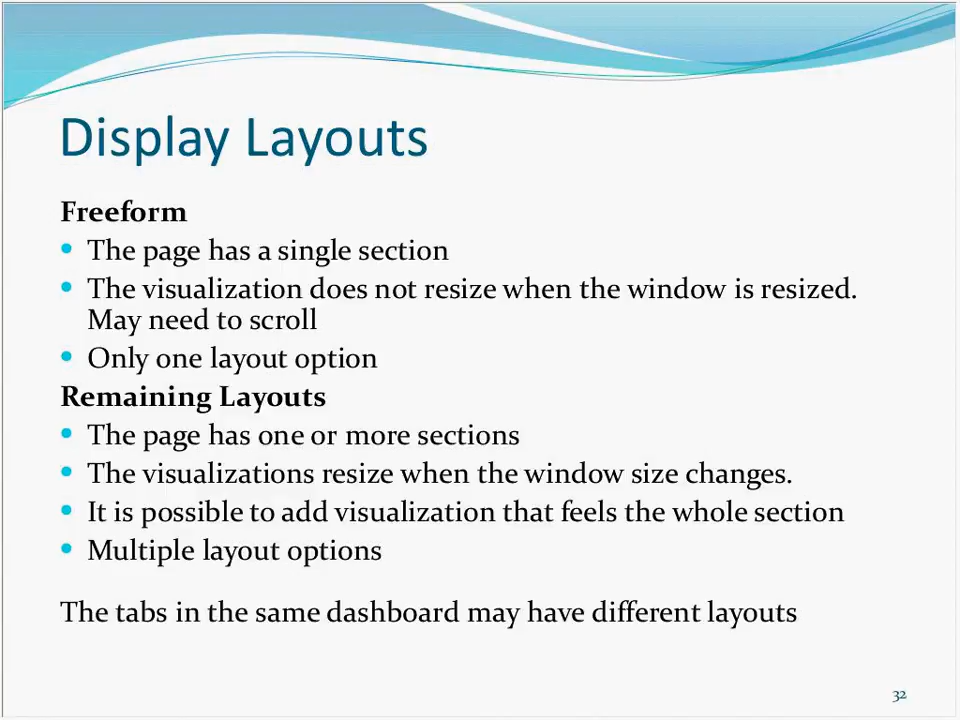 Display Layouts
Freeform
• The page has a single section
• The visualization does not resize when the window is resized.
May need to scroll
• Only one layout option
Remaining Layouts
• The page has one or more sections
• The visualizations resize when the window size changes.
• It is possible to add visualization that feels the whole section
• Multiple layout options
The tabs in the same dashboard may have different layouts
32